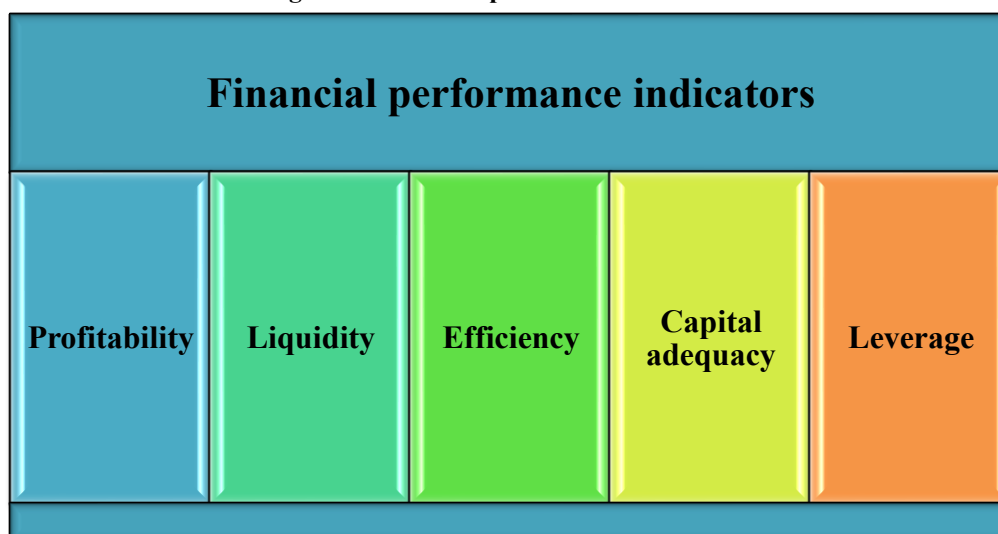 Financial performance indicators
Profitability
Liquidity
Efficiency
Capital
adequacy
Leverage